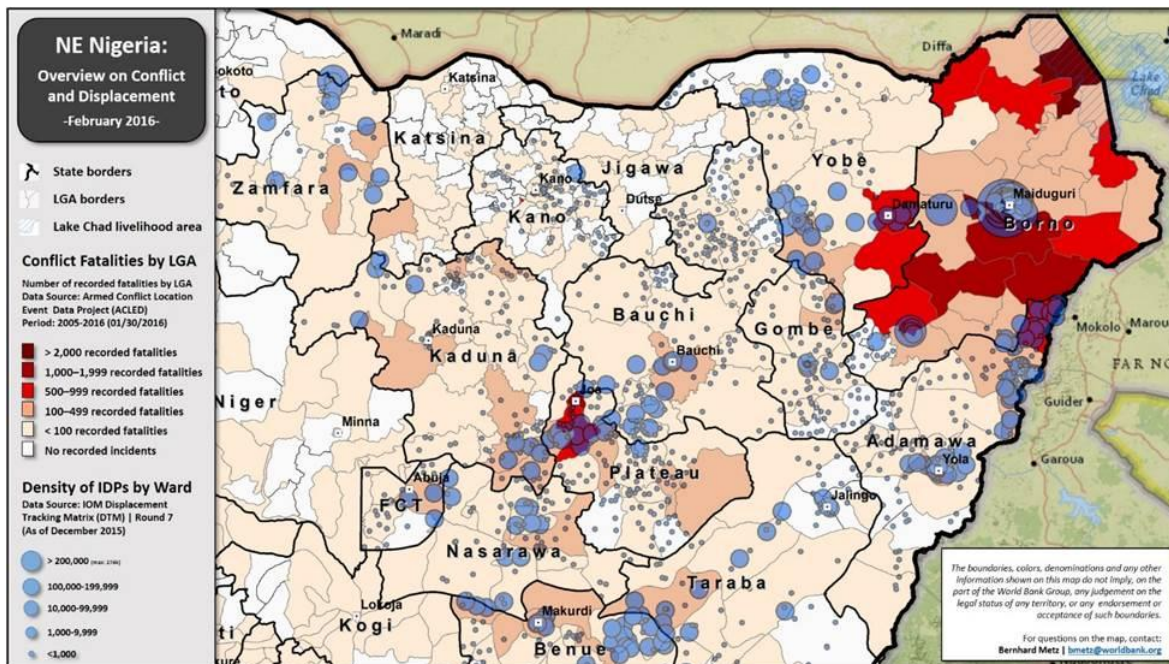 NE Nigeria:
Overview on Conflict
and Displacement
-February 2016-
State borders
LGA borders
Lake Chad livelihood area
Conflict Fatalities by LGA
Number of recorded fatalities by LGA
Data Source: Armed Conflict Location
Event Data Project (ACLED)
Period: 2005-2016 (01/30/2016)
> 2,000 recorded fatalities
1,000–1,999 recorded fatalities
500–999 recorded fatalities
100–499 recorded fatalities
< 100 recorded fatalities
No recorded incidents
Density of IDPs by Ward
Data Source: IOM Displacement
Tracking Matrix (DTM) | Round 7
(As of December 2015)
> 200,000
100,000-199,999
10,000-99,999
1,000-9,999
<1,000
Maradi
Diffa
okoto
to
Katsina
Lake
Chad
Katsina
Jigawa
Yobe
Zamfara
Kano
Kano
Dutse
Damaturu
Maiduguri
Borno
Bauchi
Gombe
Kaduna
Kaduna
Bauchi
Mokolo
Marou
FAR NO
Niger
Minna
Guider
Adamawa
Yola
Plateau
Garoua
Abuja
FCT
Jalingo
Nasarawa
Taraba
Lokoja
Kogi
Makurdi
Benue
ti
The boundaries, colors, denominations and any other
information shown on this map do not imply, on the
part of the World Bank Group, any judgement on the
legal status of any territory, or any endorsement or
acceptance of such boundaries.
For questions on the map, contact:
Bernhard Metz | bmetz@worldbank.org